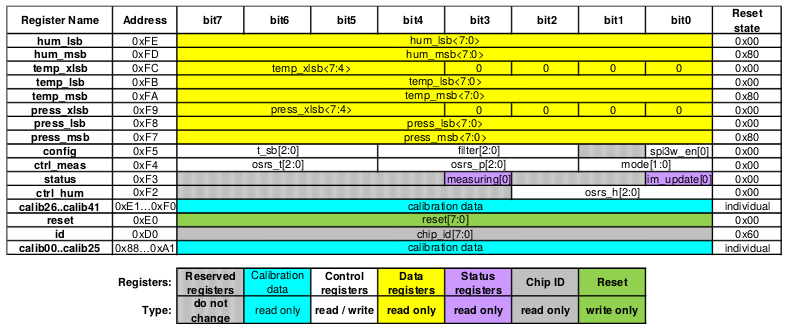 Register Name Address bit7 bit6 bit5 bit4 bit3 bit2 bit1 bit0 Reset state
hum_lsb 0xFE hum_lsb<7:0> 0x00
hum_msb 0xFD hum_msb<7:0> 0x80
temp_xlsb 0xFC temp_xlsb<7:4> 0 0 0 0 0x00
temp_lsb 0xFB temp_lsb<7:0> 0x00
temp_msb 0xFA temp_msb<7:0> 0x80
press_xlsb 0xF9 press_xlsb<7:4> 0 0 0 0 0x00
press_lsb 0xF8 press_lsb<7:0> 0x00
press_msb 0xF7 press_msb<7:0> 0x80
config 0xF5 t_sb[2:0] filter[2:0] spi3w_en[0] 0x00
ctrl_meas 0xF4 osrs_t[2:0] osrs_p[2:0] mode[1:0] 0x00
status 0xF3 measuring[0] im_update[0] 0x00
ctrl_hum 0xF2 osrs_h[2:0] 0x00
calib26..calib41 0xE1…0xF0 calibration data individual
reset 0xE0 reset[7:0] 0x00
id 0xD0 chip_id[7:0] 0x60
calib00..calib25 0x88…0xA1 calibration data individual
Registers: Reserved registers Calibration data Control registers Data registers Status registers Chip ID Reset
Type: do not change read only read / write read only read only read only write only